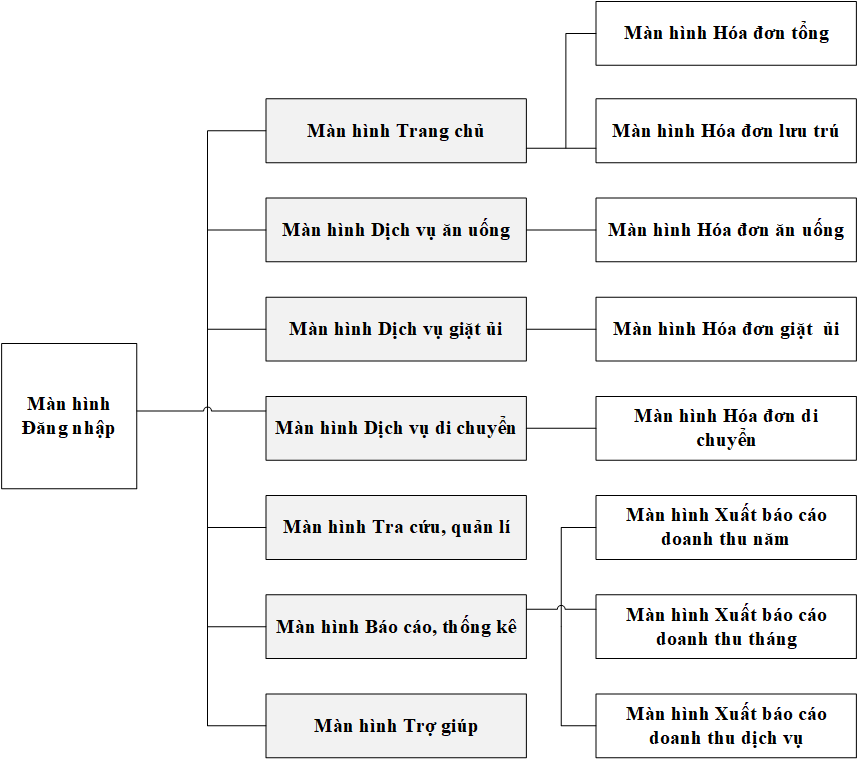 Màn hình Hóa đơn tổng
Màn hình Trang chủ
Màn hình Hóa đơn lưu trú
Màn hình Dịch vụ ăn uống
Màn hình Hóa đơn ăn uống
Màn hình Dịch vụ giặt ủi
Màn hình Hóa đơn giặt  ủi
Màn hình
Đăng nhập
Màn hình Dịch vụ di chuyển
Màn hình Hóa đơn di
chuyển
Màn hình Tra cứu, quản lí
Màn hình Xuất báo cáo
doanh thu năm
Màn hình Báo cáo, thống kê
Màn hình Xuất báo cáo
doanh thu tháng
Màn hình Trợ giúp
Màn hình Xuất báo cáo
doanh thu dịch vụ